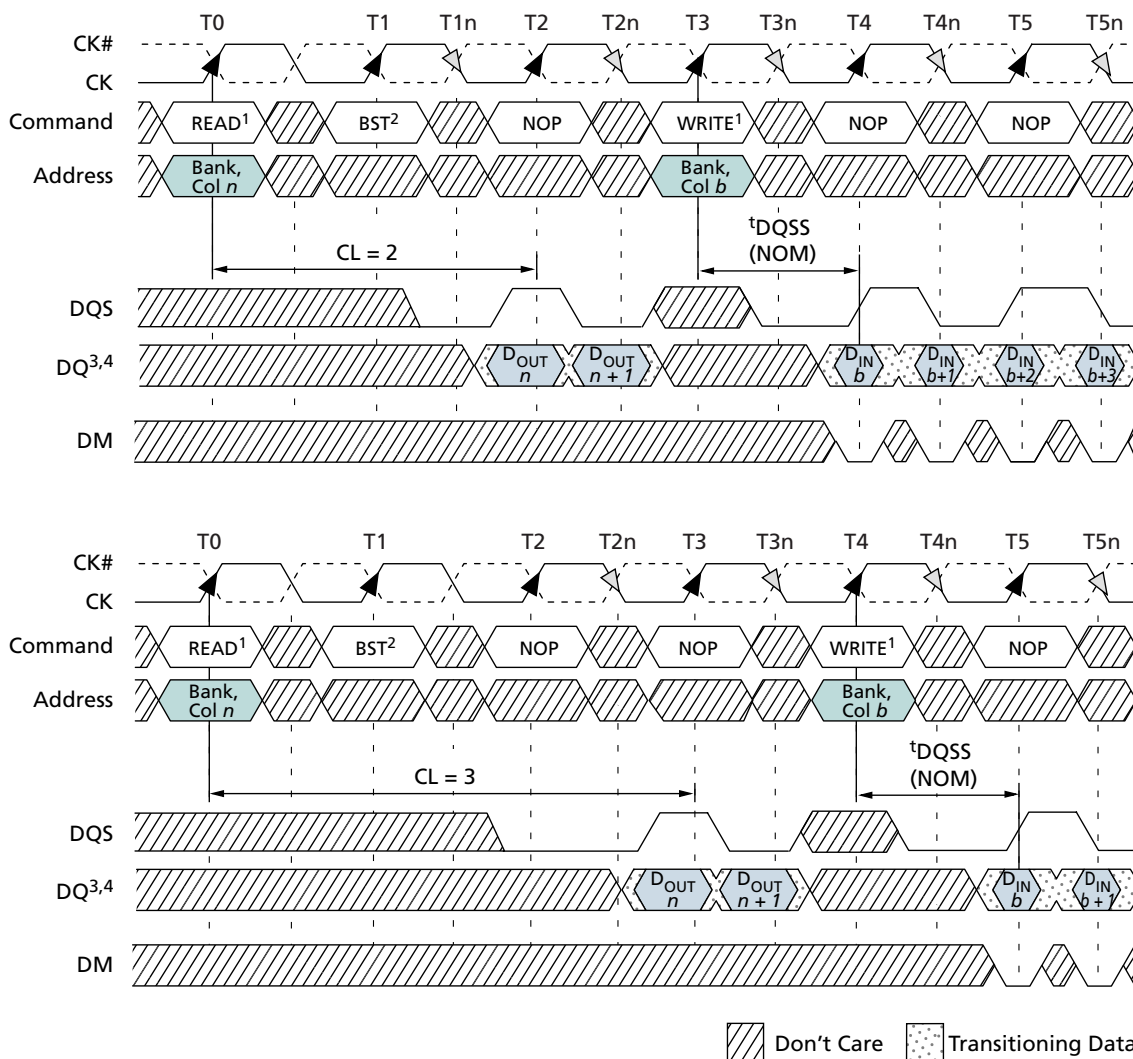 T0 T1 T1n T2 T2n T3 T3n T4 T4n T5 T5n
CK#
CK
Command READ¹ BST² NOP WRITE¹ NOP NOP
Address Bank, Col n Bank, Col b
CL = 2
tDQSS (NOM)
DQS
DQ³,⁴ DOUT n DOUT n + 1 DIN b DIN b+1 DIN b+2 DIN b+3
DM
T0 T1 T2 T2n T3 T3n T4 T4n T5 T5n
CK#
CK
Command READ¹ BST² NOP NOP WRITE¹ NOP
Address Bank, Col n Bank, Col b
CL = 3
tDQSS (NOM)
DQS
DQ³,⁴ DOUT n DOUT n + 1 DIN b DIN b + 1
DM
Don't Care Transitioning Data